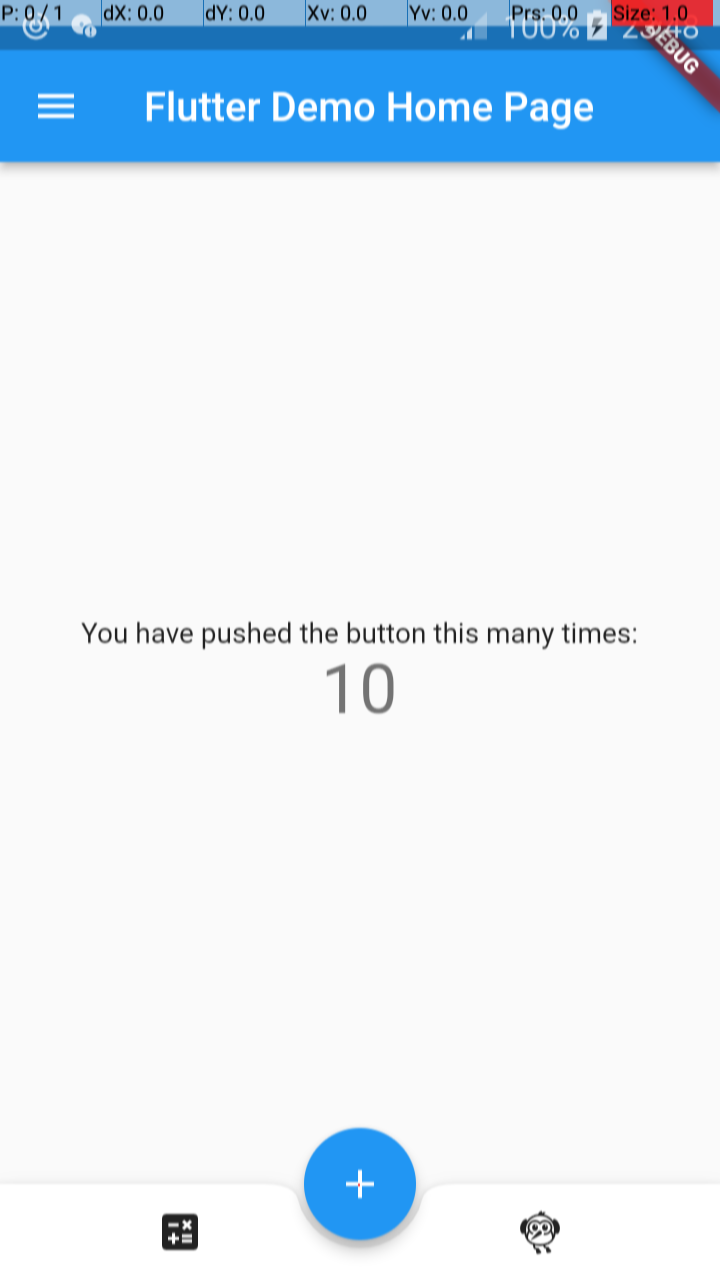 P: 0 / 1 dX: 0.0 dY: 0.0 Xv: 0.0 Yv: 0.0 Prs: 0.0 Size: 1.0
100% 23:48
DEBUG
Flutter Demo Home Page
You have pushed the button this many times:
10